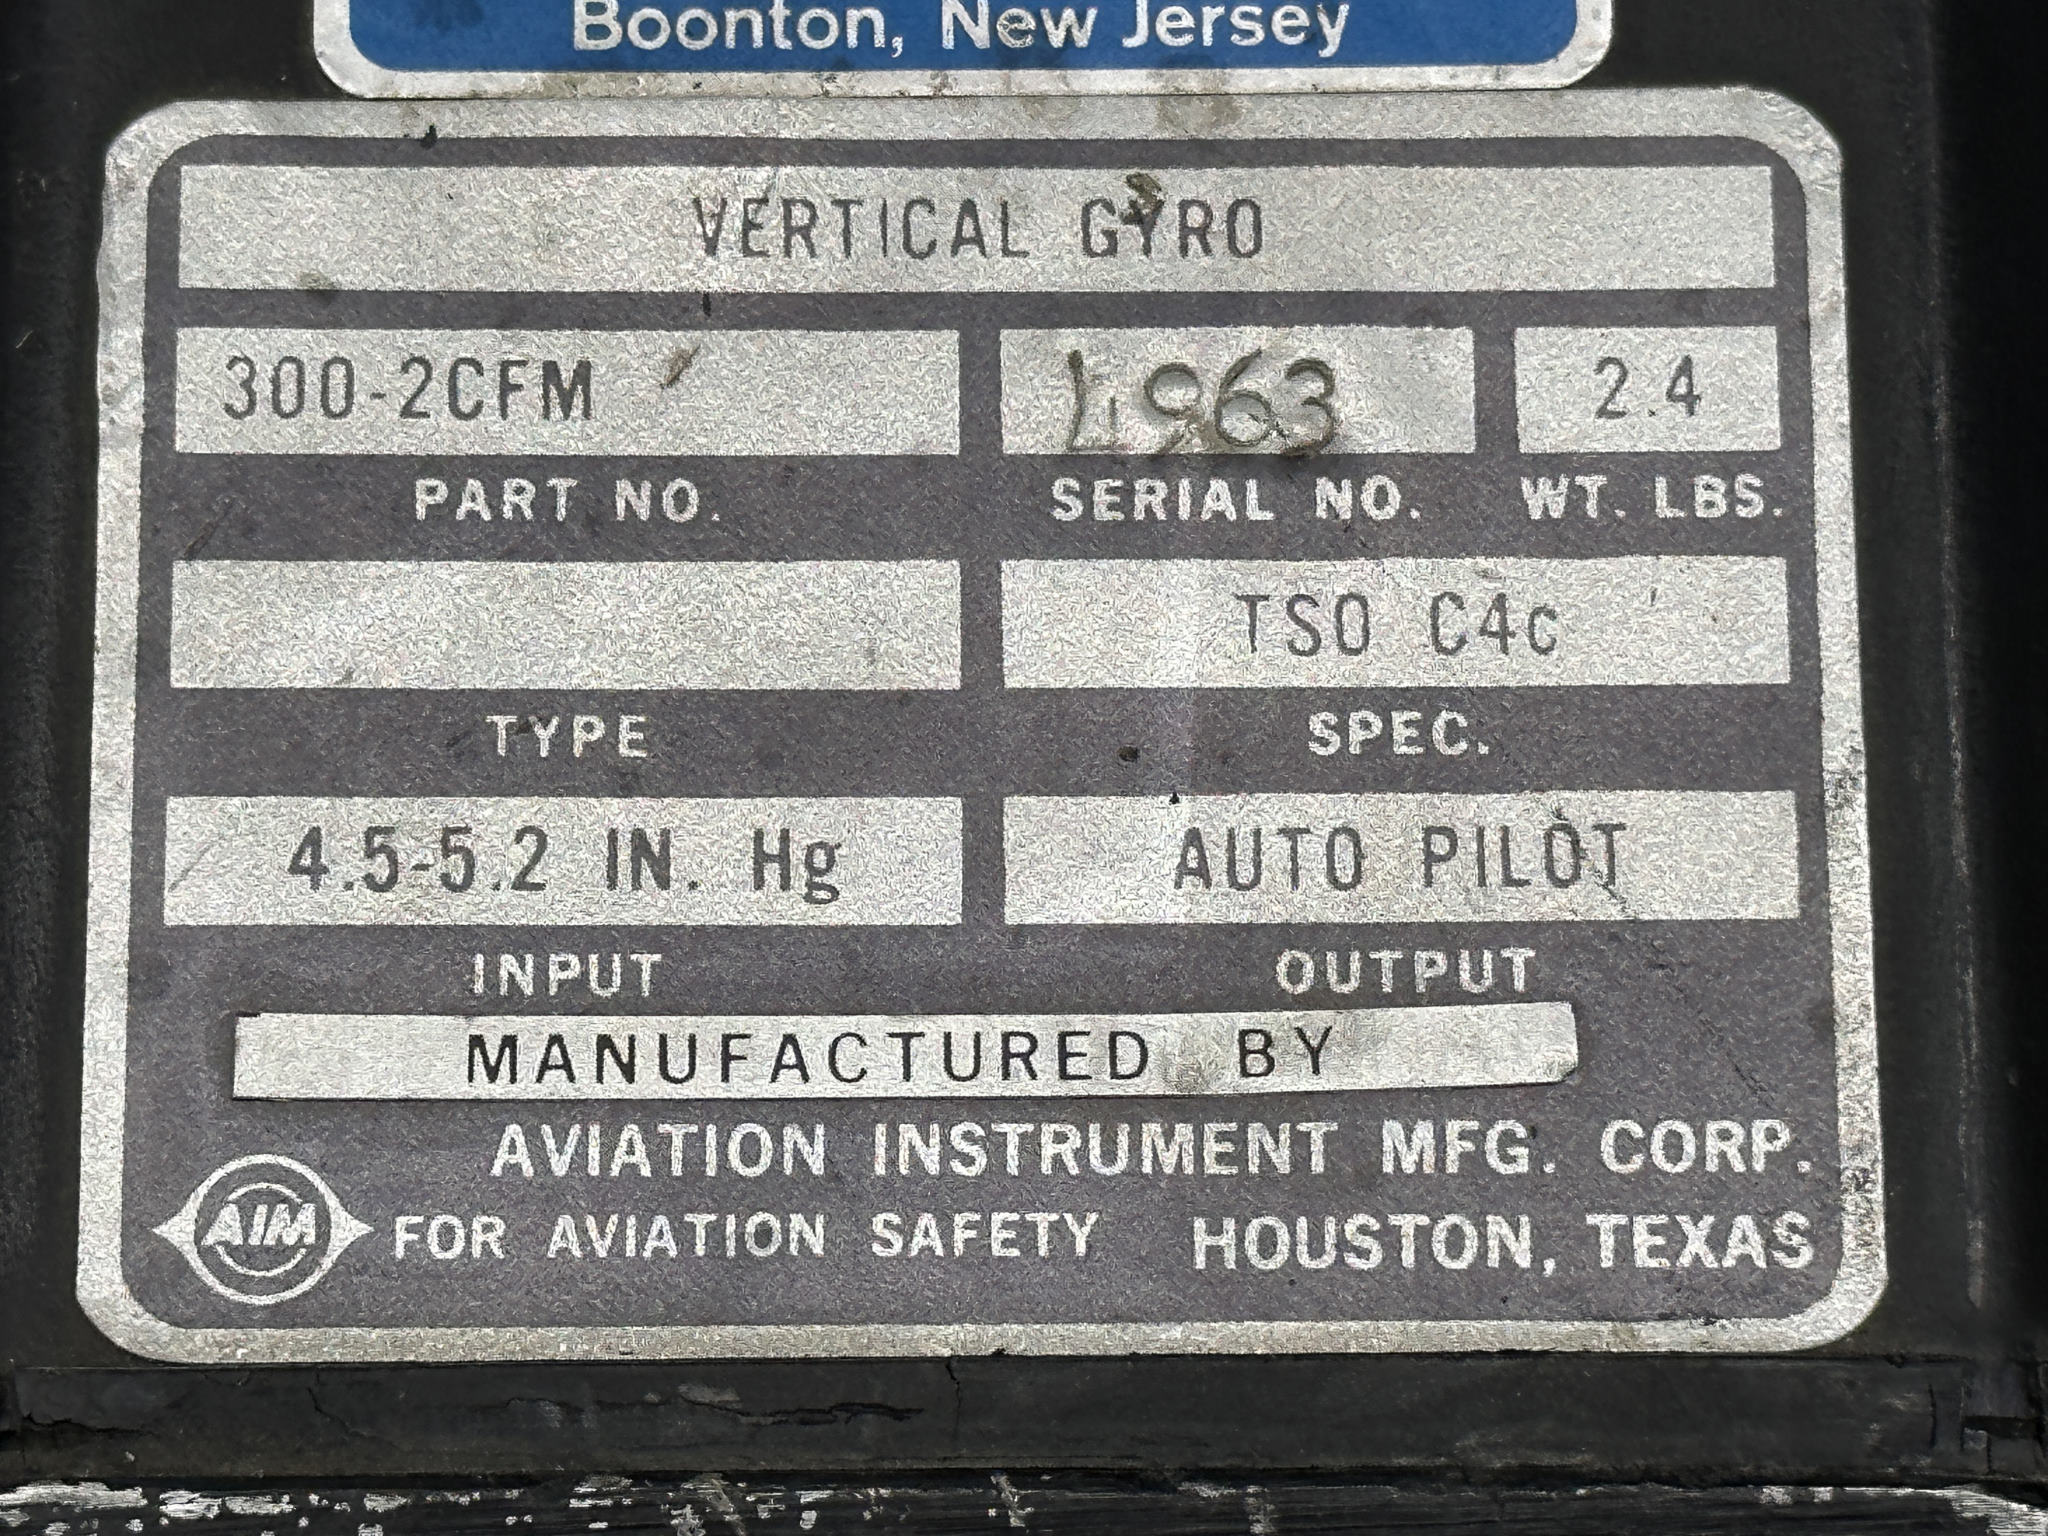 Boonton, New Jersey
VERTICAL GYRO
300-2CFM 4963 2.4
PART NO. SERIAL NO. WT. LBS.
TSO C4c
TYPE SPEC.
4.5-5.2 IN. Hg AUTO PILOT
INPUT OUTPUT
MANUFACTURED BY
AVIATION INSTRUMENT MFG. CORP.
AIM FOR AVIATION SAFETY HOUSTON, TEXAS